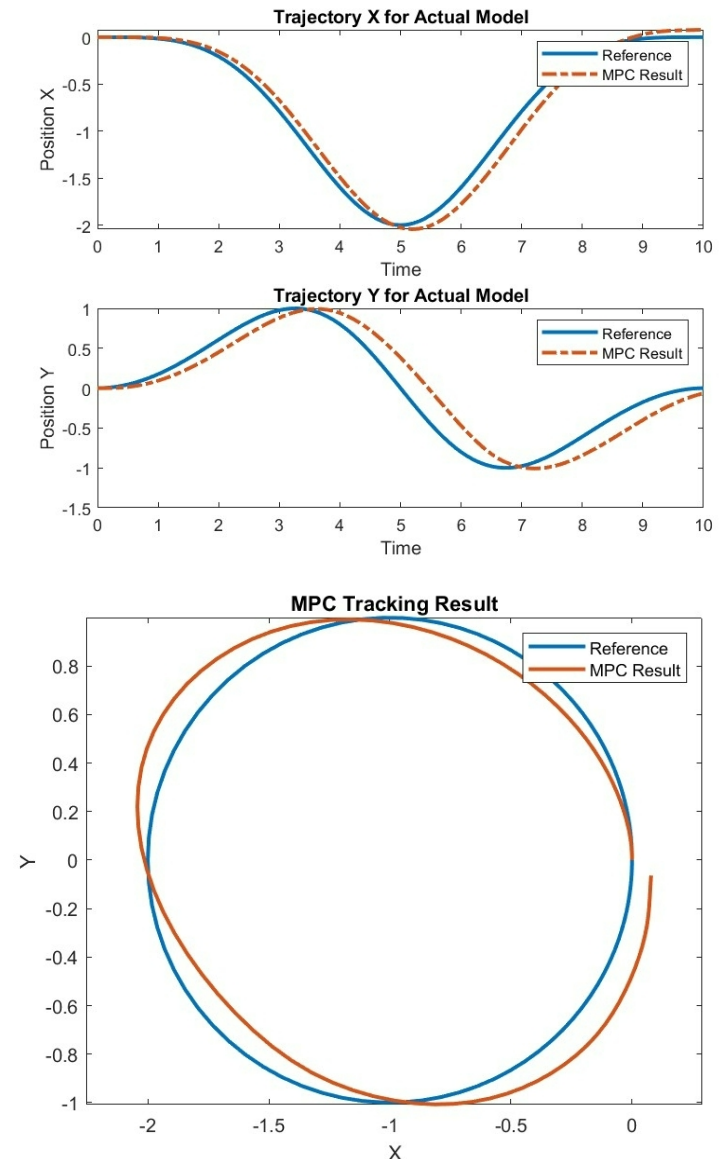 Trajectory X for Actual Model
0
-0.5
-1
-1.5
-2
Position X
Reference
MPC Result
0 1 2 3 4 5 6 7 8 9 10
Time
Trajectory Y for Actual Model
1
0.5
0
-0.5
-1
-1.5
Position Y
Reference
MPC Result
0 1 2 3 4 5 6 7 8 9 10
Time
MPC Tracking Result
0.8
0.6
0.4
0.2
0
-0.2
-0.4
-0.6
-0.8
-1
Y
Reference
MPC Result
-2 -1.5 -1 -0.5 0
X